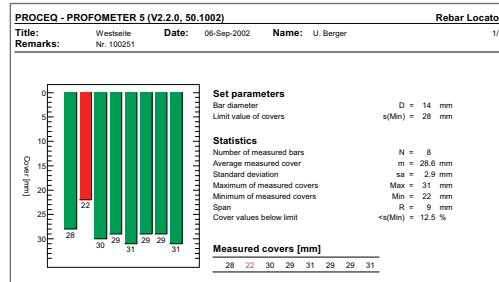 PROCEQ - PROFOMETER 5 (V2.2.0, 50.1002) Rebar Locato
Title: Westseite Date: 06-Sep-2002 Name: U. Berger 1/
Remarks: Nr. 100251
Set parameters
Bar diameter D = 14 mm
Limit value of covers s(Min) = 28 mm
Statistics
Number of measured bars N = 8
Average measured cover m = 28.6 mm
Standard deviation sa = 2.9 mm
Maximum of measured covers Max = 31 mm
Minimum of measured covers Min = 22 mm
Span R = 9 mm
Cover values below limit <s(Min) = 12.5 %
Measured covers [mm]
28 22 30 29 31 29 29 31
Cover [mm]
0
5
10
15
20
25
30
28 22 30 29 31 29 29 31